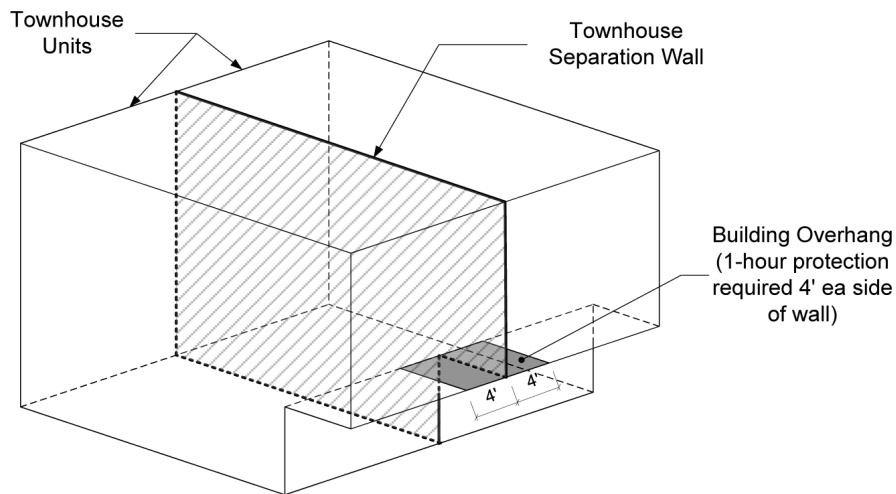 Townhouse
Units
Townhouse
Separation Wall
Building Overhang
(1-hour protection
required 4' ea side
of wall)
4'
4'